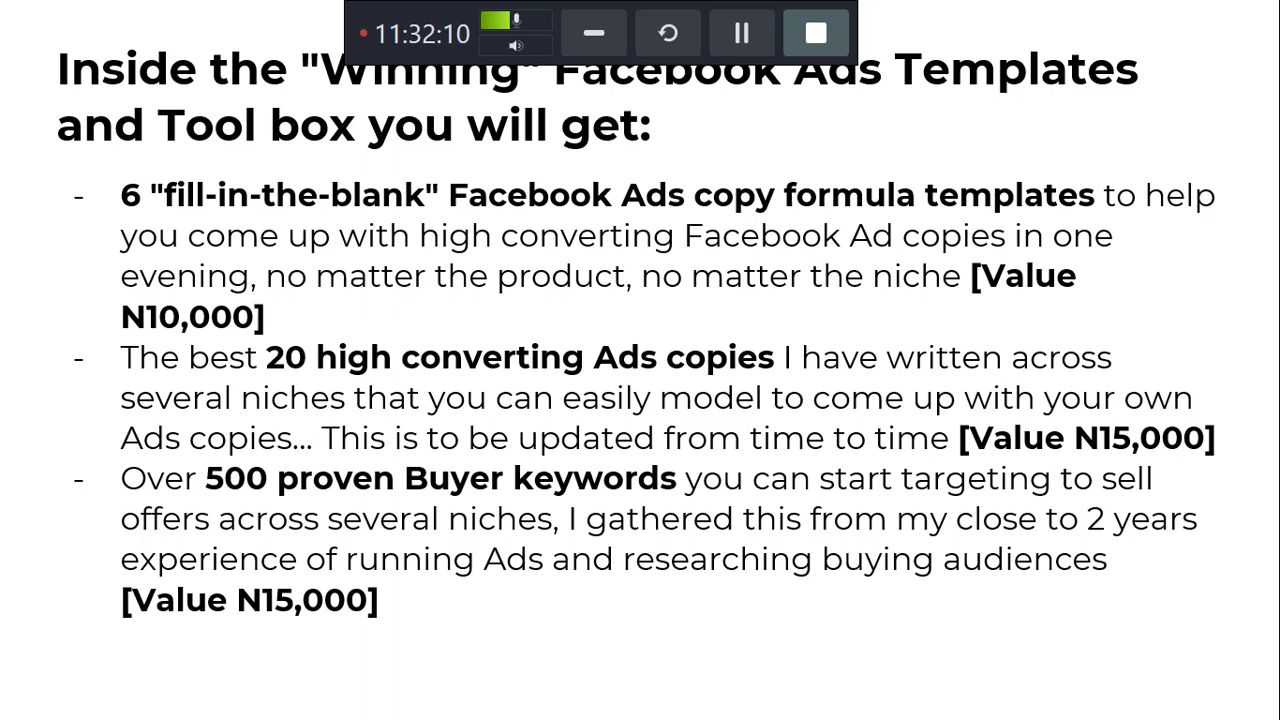 11:32:10
Inside the "Winning" Facebook Ads Templates
and Tool box you will get:
- 6 "fill-in-the-blank" Facebook Ads copy formula templates to help
you come up with high converting Facebook Ad copies in one
evening, no matter the product, no matter the niche [Value
N10,000]
- The best 20 high converting Ads copies I have written across
several niches that you can easily model to come up with your own
Ads copies... This is to be updated from time to time [Value N15,000]
- Over 500 proven Buyer keywords you can start targeting to sell
offers across several niches, I gathered this from my close to 2 years
experience of running Ads and researching buying audiences
[Value N15,000]